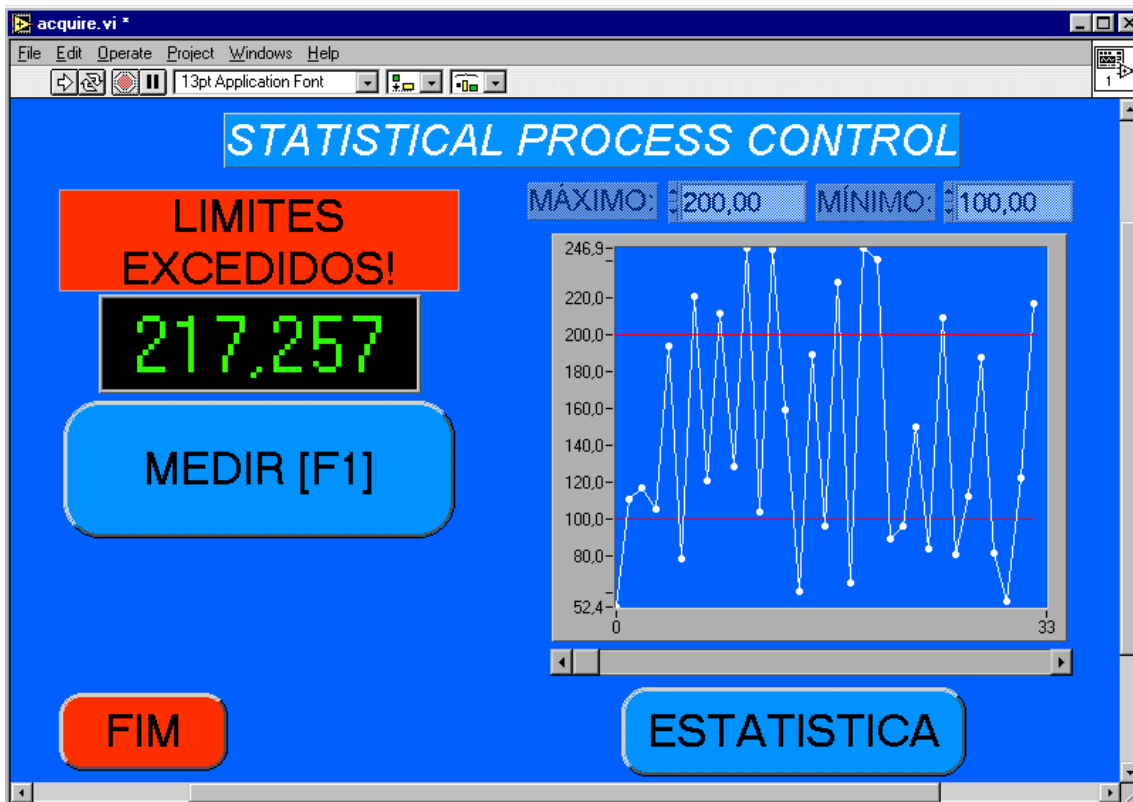 acquire.vi *
File Edit Operate Project Windows Help
13pt Application Font
1
STATISTICAL PROCESS CONTROL
LIMITES
EXCEDIDOS!
217,257
MEDIR [F1]
MÁXIMO: 200,00 MÍNIMO: 100,00
246,9
220,0
200,0
180,0
160,0
140,0
120,0
100,0
80,0
52,4
0 33
FIM
ESTATISTICA